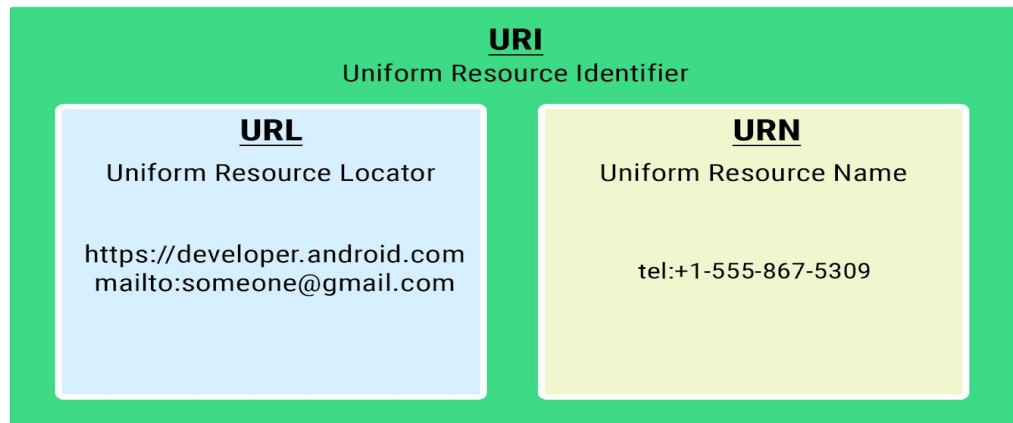 URI
Uniform Resource Identifier
URL
Uniform Resource Locator
https://developer.android.com
mailto:someone@gmail.com
URN
Uniform Resource Name
tel:+1-555-867-5309